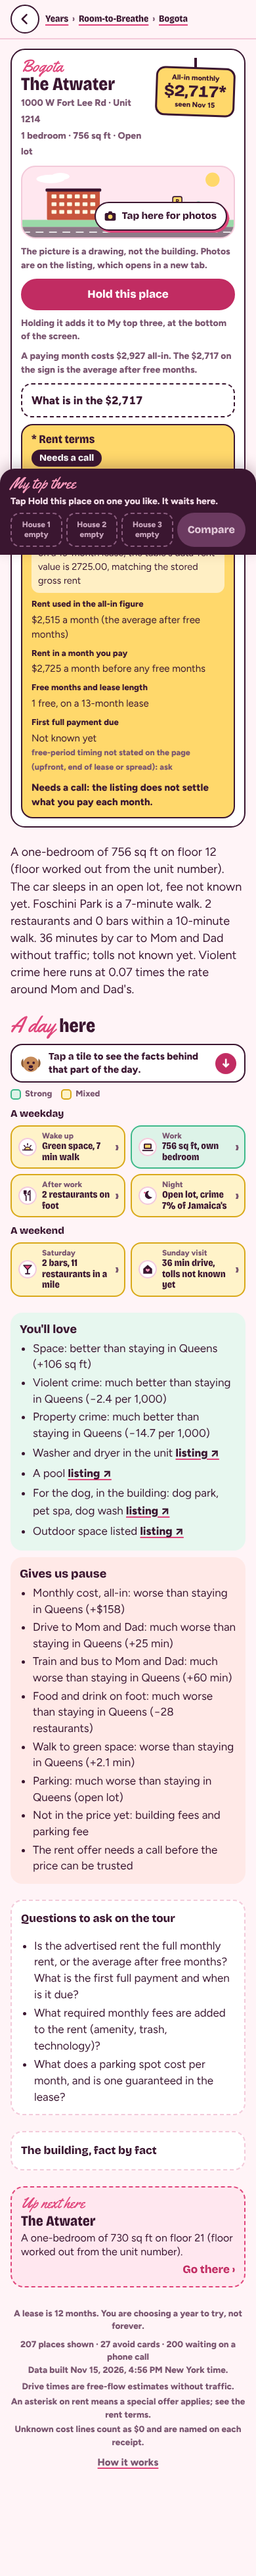 Years › Room-to-Breathe › Bogota
Bogota
The Atwater
1000 W Fort Lee Rd · Unit
1214
1 bedroom · 756 sq ft · Open
lot
All-in monthly
$2,717*
seen Nov 15
Tap here for photos
The picture is a drawing, not the building. Photos
are on the listing, which opens in a new tab.
Hold this place
Holding it adds it to My top three, at the bottom
of the screen.
A paying month costs $2,927 all-in. The $2,717 on
the sign is the average after free months.
What is in the $2,717
* Rent terms
Needs a call
My top three
Tap Hold this place on one you like. It waits here.
House 1
empty
House 2
empty
House 3
empty
Compare
value is 2725.00, matching the stored
gross rent
Rent used in the all-in figure
$2,515 a month (the average after free
months)
Rent in a month you pay
$2,725 a month before any free months
Free months and lease length
1 free, on a 13-month lease
First full payment due
Not known yet
free-period timing not stated on the page
(upfront, end of lease or spread): ask
Needs a call: the listing does not settle
what you pay each month.
A one-bedroom of 756 sq ft on floor 12
(floor worked out from the unit number).
The car sleeps in an open lot, fee not known
yet. Foschini Park is a 7-minute walk. 2
restaurants and 0 bars within a 10-minute
walk. 36 minutes by car to Mom and Dad
without traffic; tolls not known yet. Violent
crime here runs at 0.07 times the rate
around Mom and Dad's.
A day here
Tap a tile to see the facts behind
that part of the day.
Strong
Mixed
A weekday
Wake up
Green space, 7
min walk
Work
756 sq ft, own
bedroom
After work
2 restaurants on
foot
Night
Open lot, crime
7% of Jamaica's
A weekend
Saturday
2 bars, 11
restaurants in a
mile
Sunday visit
36 min drive,
tolls not known
yet
You'll love
• Space: better than staying in Queens
(+106 sq ft)
• Violent crime: much better than staying
in Queens (−2.4 per 1,000)
• Property crime: much better than
staying in Queens (−14.7 per 1,000)
• Washer and dryer in the unit listing ↗
• A pool listing ↗
• For the dog, in the building: dog park,
pet spa, dog wash listing ↗
• Outdoor space listed listing ↗
Gives us pause
• Monthly cost, all-in: worse than staying
in Queens (+$158)
• Drive to Mom and Dad: much worse than
staying in Queens (+25 min)
• Train and bus to Mom and Dad: much
worse than staying in Queens (+60 min)
• Food and drink on foot: much worse
than staying in Queens (−28
restaurants)
• Walk to green space: worse than staying
in Queens (+2.1 min)
• Parking: much worse than staying in
Queens (open lot)
• Not in the price yet: building fees and
parking fee
• The rent offer needs a call before the
price can be trusted
Questions to ask on the tour
• Is the advertised rent the full monthly
rent, or the average after free months?
What is the first full payment and when
is it due?
• What required monthly fees are added
to the rent (amenity, trash,
technology)?
• What does a parking spot cost per
month, and is one guaranteed in the
lease?
The building, fact by fact
Up next here
The Atwater
A one-bedroom of 730 sq ft on floor 21 (floor
worked out from the unit number).
Go there ›
A lease is 12 months. You are choosing a year to try, not
forever.
207 places shown · 27 avoid cards · 200 waiting on a
phone call
Data built Nov 15, 2026, 4:56 PM New York time.
Drive times are free-flow estimates without traffic.
An asterisk on rent means a special offer applies; see the
rent terms.
Unknown cost lines count as $0 and are named on each
receipt.
How it works